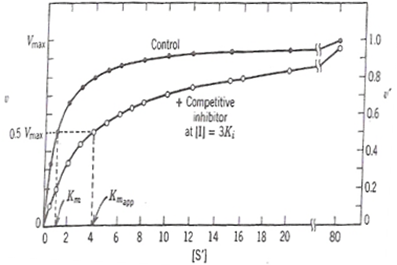 Vmax
Control
1.0
0.8
+ Competitive
inhibitor
at [I] = 3Ki
v
v'
0.6
0.5 Vmax
0.4
Km
Kmapp
0.2
0
0
0 2 4 6 8 10 12 14 16 18 20 80
[S']